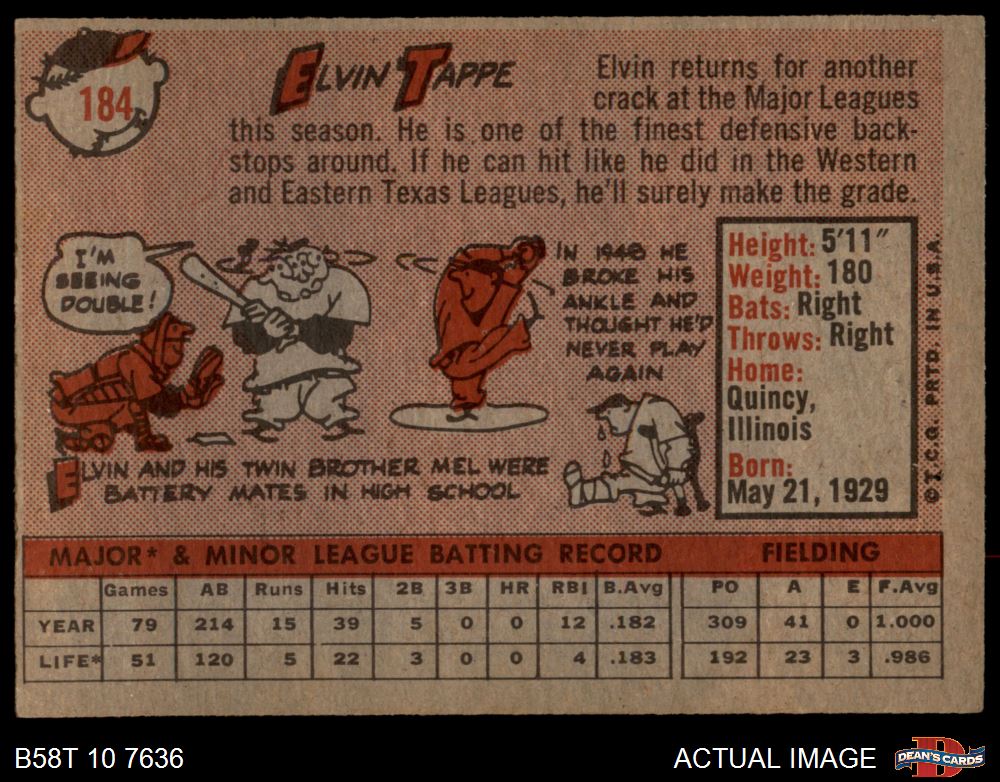 184
ELVIN TAPPE
Elvin returns for another
crack at the Major Leagues
this season. He is one of the finest defensive back-
stops around. If he can hit like he did in the Western
and Eastern Texas Leagues, he'll surely make the grade.
I'M
SEEING
DOUBLE!
ELVIN AND HIS TWIN BROTHER MEL WERE
BATTERY MATES IN HIGH SCHOOL
IN 1948 HE
BROKE HIS
ANKLE AND
THOUGHT HE'D
NEVER PLAY
AGAIN
Height: 5'11"
Weight: 180
Bats: Right
Throws: Right
Home:
Quincy,
Illinois
Born:
May 21, 1929
© T.C.G. PRTD. IN U.S.A.
MAJOR* & MINOR LEAGUE BATTING RECORD FIELDING
Games AB Runs Hits 2B 3B HR RBI B.Avg PO A E F.Avg
YEAR 79 214 15 39 5 0 0 12 .182 309 41 0 1.000
LIFE* 51 120 5 22 3 0 0 4 .183 192 23 3 .986
B58T 10 7636
ACTUAL IMAGE
D
DEAN'S CARDS